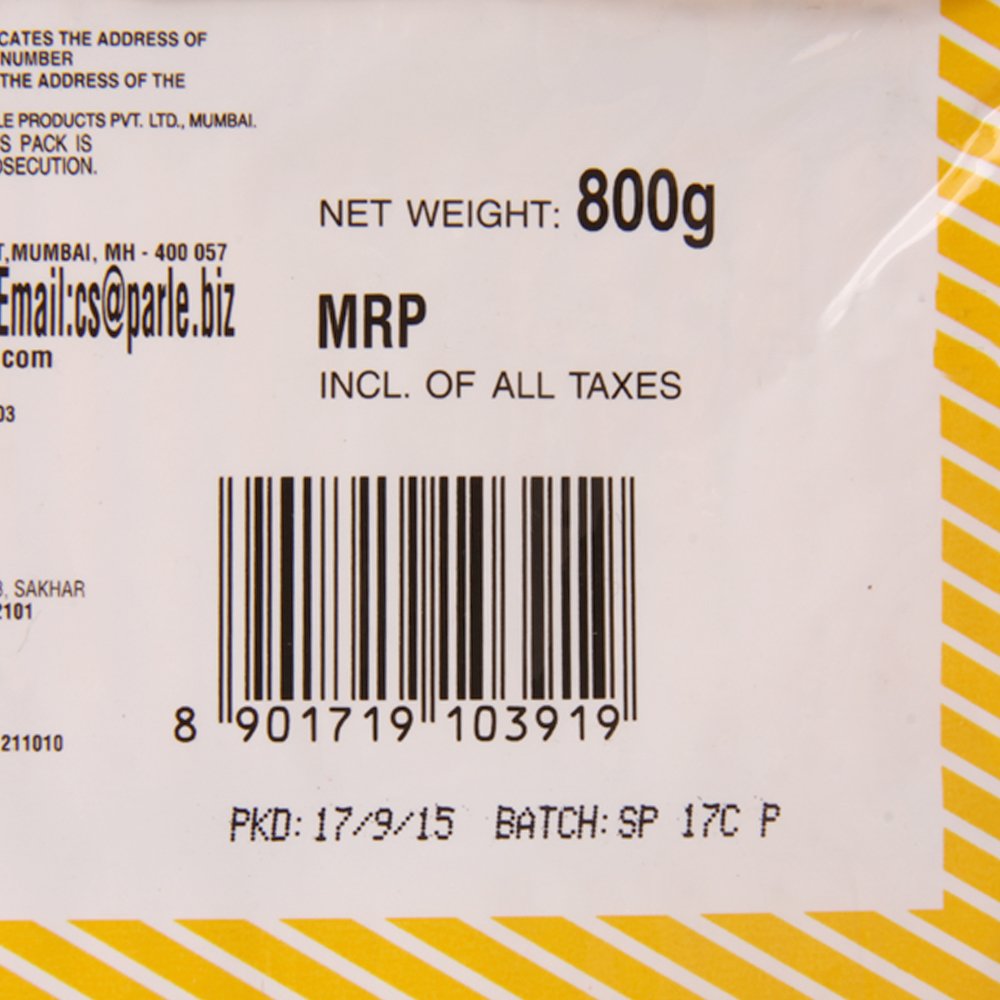 CATES THE ADDRESS OF
NUMBER
THE ADDRESS OF THE
LE PRODUCTS PVT. LTD., MUMBAI.
S PACK IS
OSECUTION.
NET WEIGHT: 800g
T, MUMBAI, MH - 400 057
Email:cs@parle.biz
.com
MRP
INCL. OF ALL TAXES
03
3, SAKHAR
2101
211010
8 901719 103919
PKD: 17/9/15 BATCH: SP 17C P